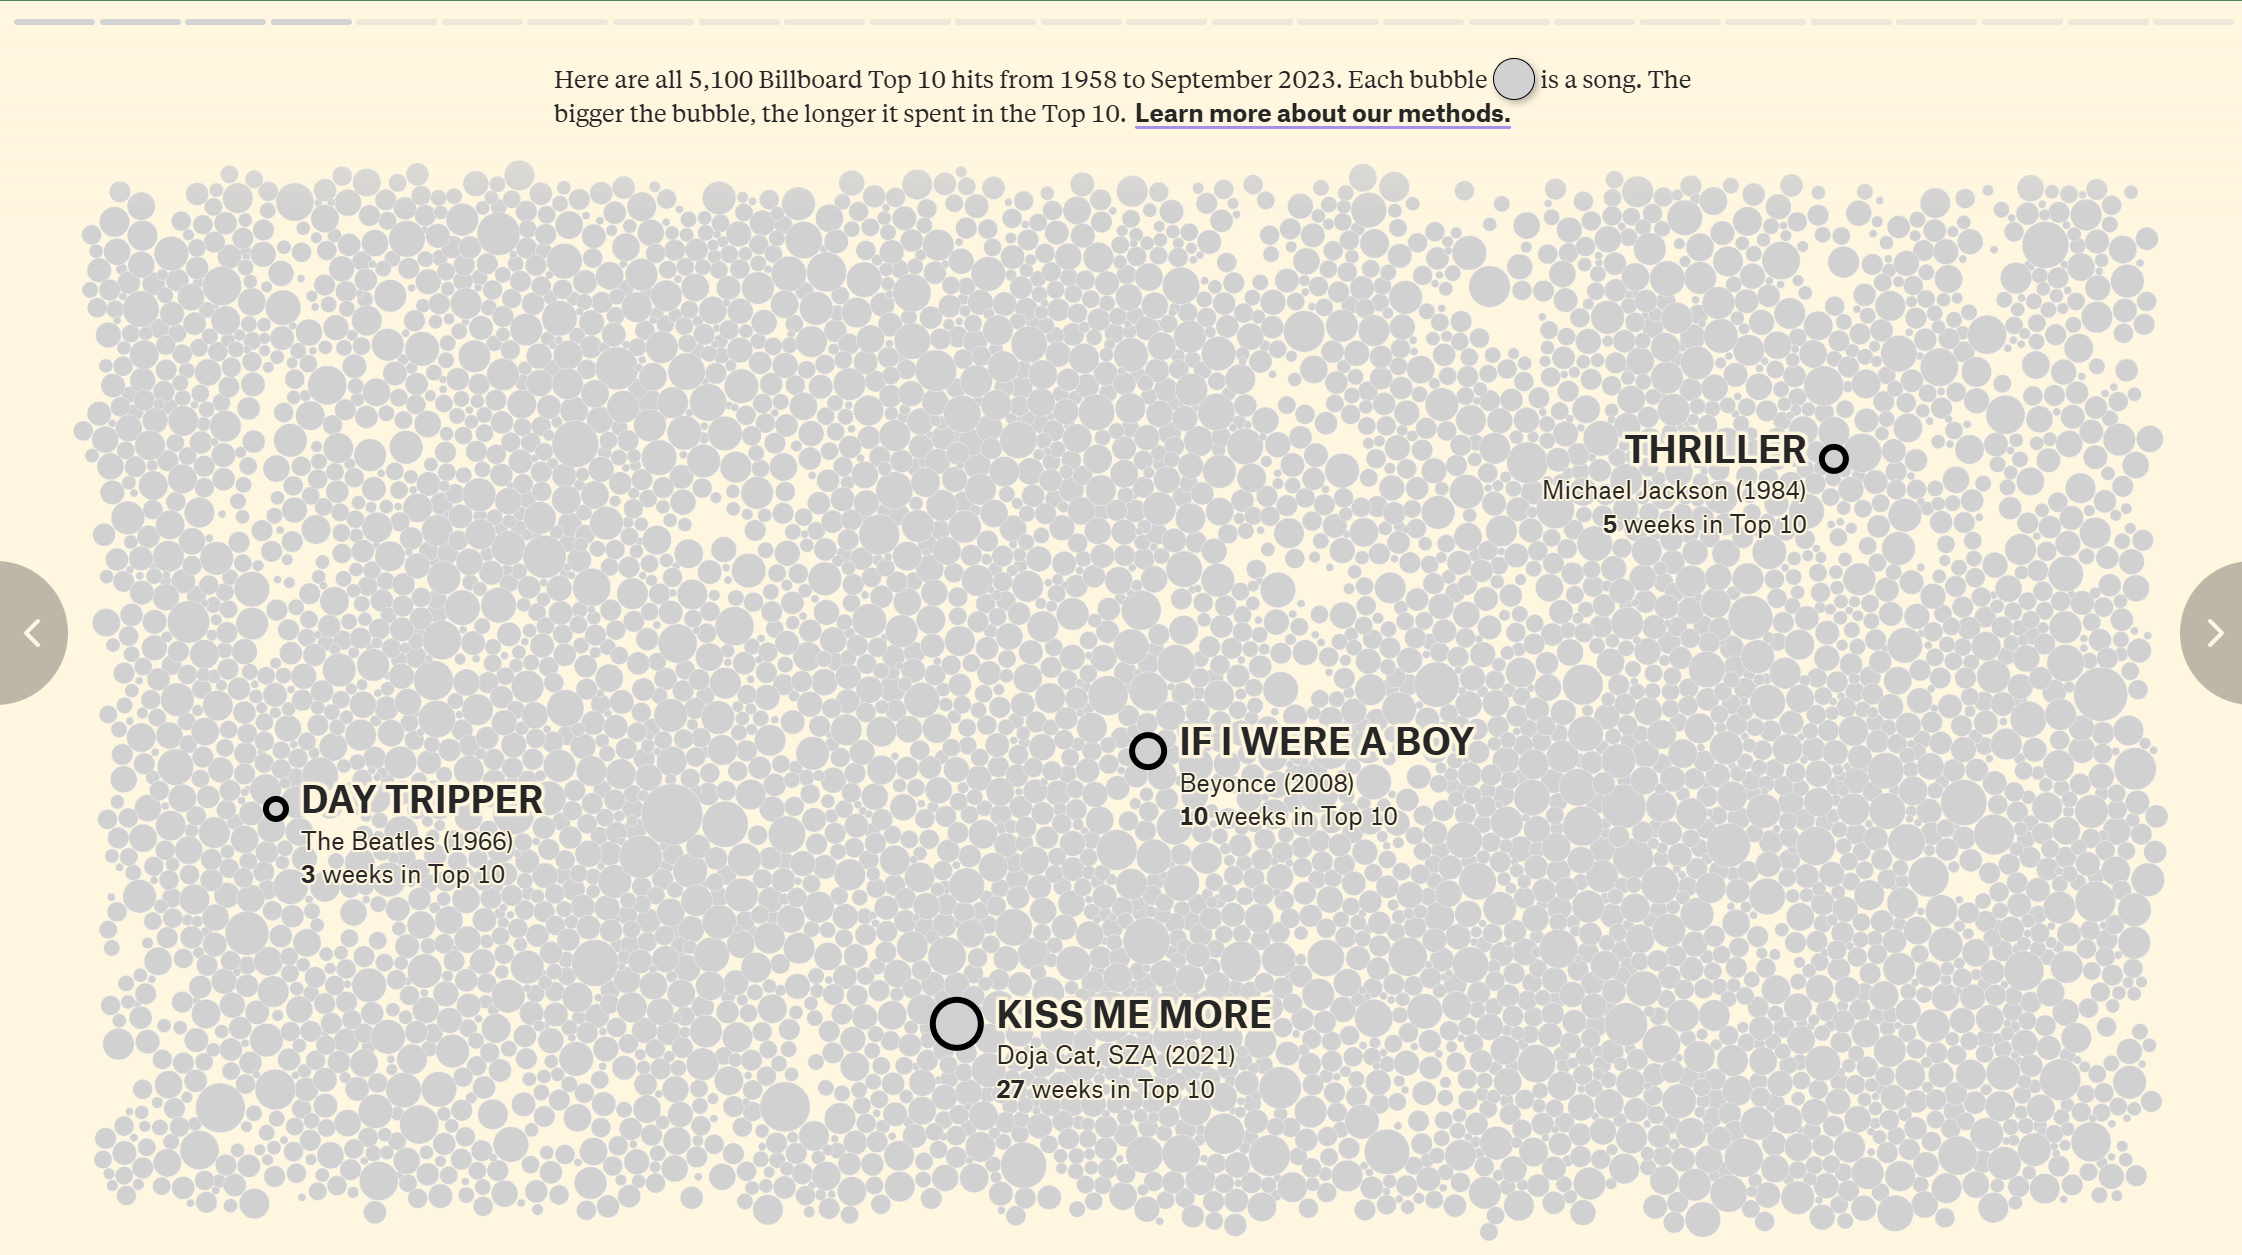 Here are all 5,100 Billboard Top 10 hits from 1958 to September 2023. Each bubble is a song. The
bigger the bubble, the longer it spent in the Top 10. Learn more about our methods.
THRILLER
Michael Jackson (1984)
5 weeks in Top 10
IF I WERE A BOY
Beyonce (2008)
10 weeks in Top 10
DAY TRIPPER
The Beatles (1966)
3 weeks in Top 10
KISS ME MORE
Doja Cat, SZA (2021)
27 weeks in Top 10